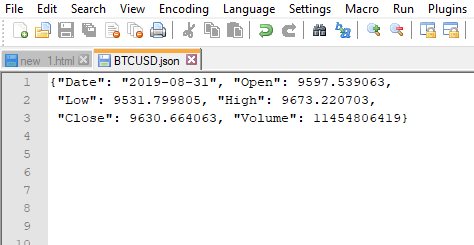 File Edit Search View Encoding Language Settings Macro Run Plugins
new 1.html BTCUSD.json
1 {"Date": "2019-08-31", "Open": 9597.539063,
2 "Low": 9531.799805, "High": 9673.220703,
3 "Close": 9630.664063, "Volume": 11454806419}
4
5
6
7
8
9
10